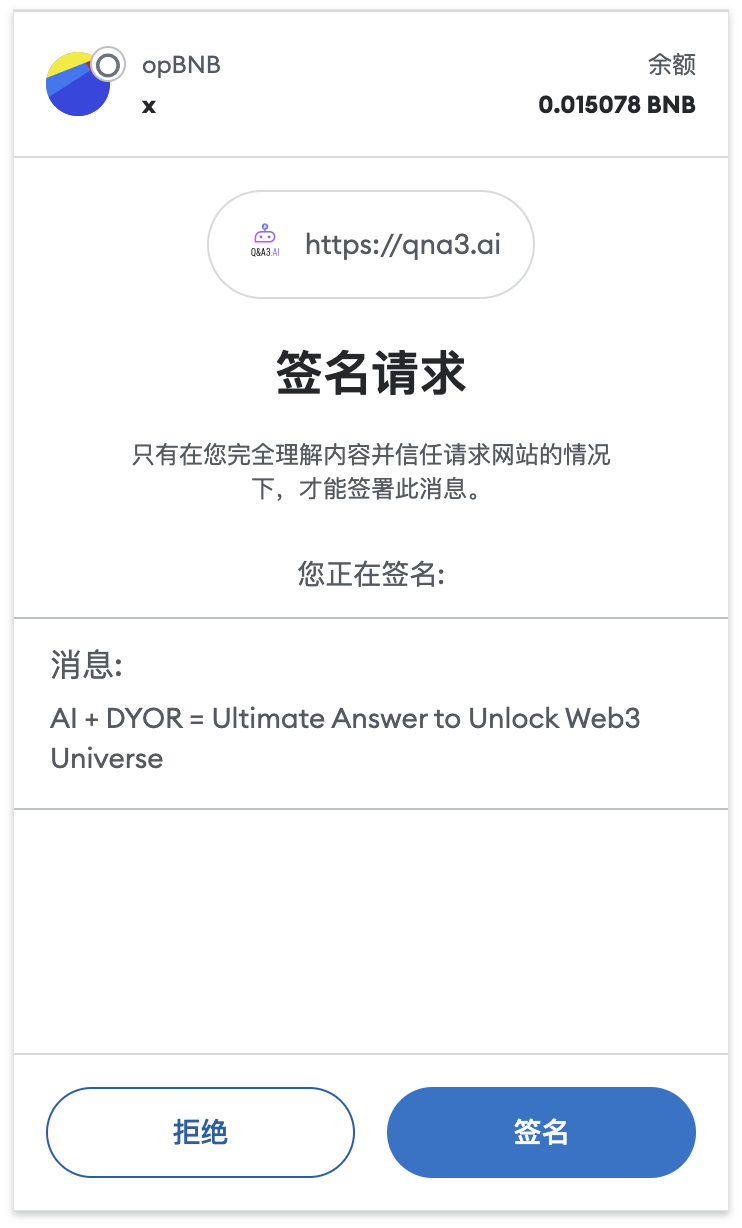 opBNB
x
余额
0.015078 BNB
Q&A3.AI
https://qna3.ai
签名请求
只有在您完全理解内容并信任请求网站的情况
下，才能签署此消息。
您正在签名:
消息:
AI + DYOR = Ultimate Answer to Unlock Web3
Universe
拒绝
签名